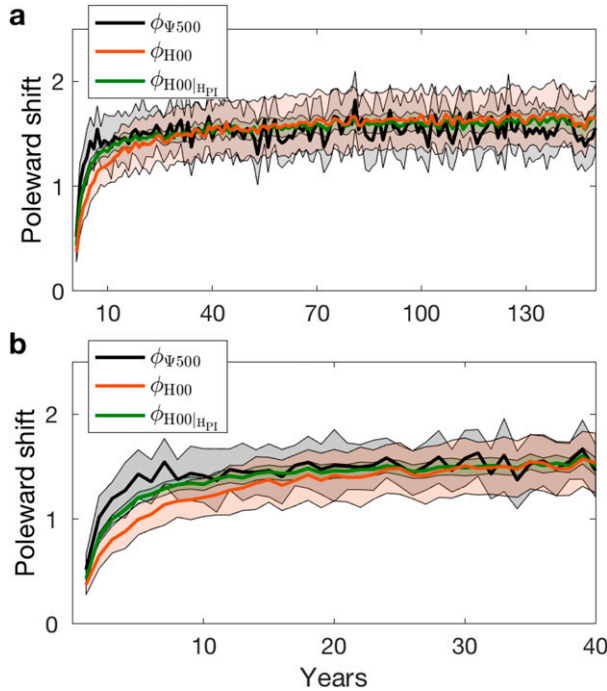 a
ϕΨ500
ϕH00
ϕH00|HPI
Poleward shift
2
1
0
10 40 70 100 130
b
ϕΨ500
ϕH00
ϕH00|HPI
Poleward shift
2
1
0
10 20 30 40
Years